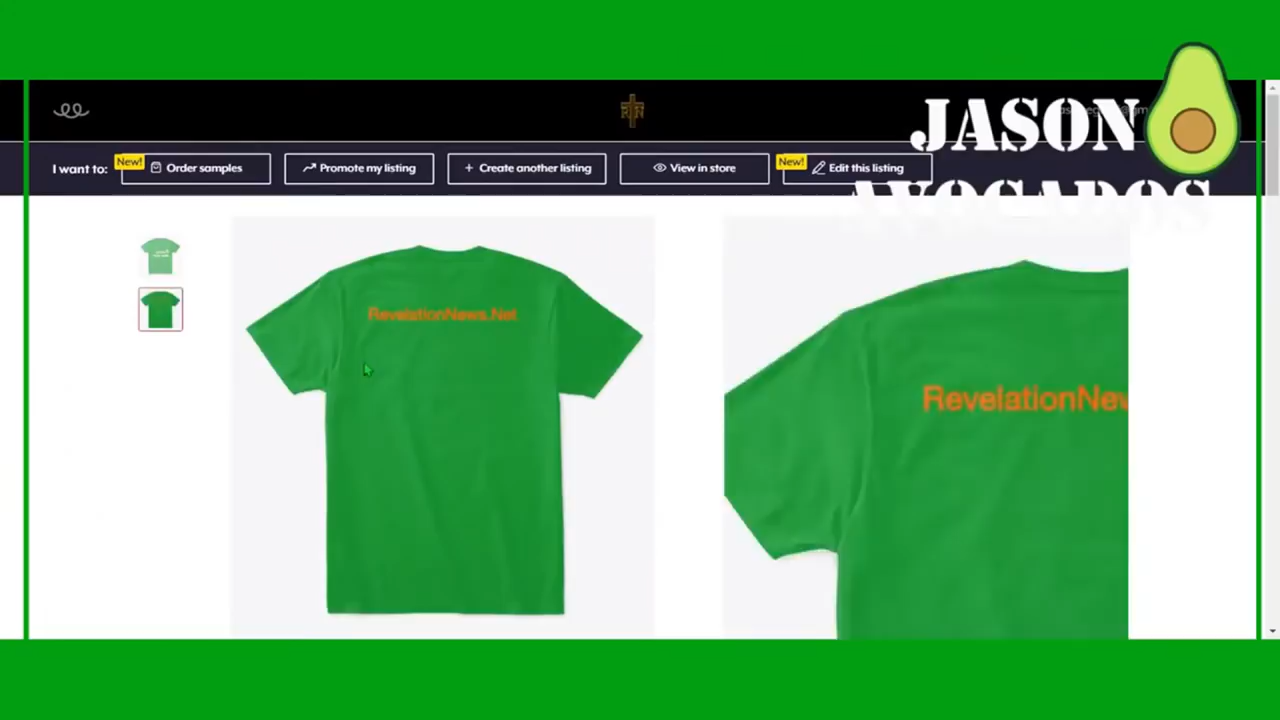 JASON
AVOCADOS
I want to:
New!
Order samples
Promote my listing
+ Create another listing
View in store
New!
Edit this listing
RevelationNews.Net
RevelationNew